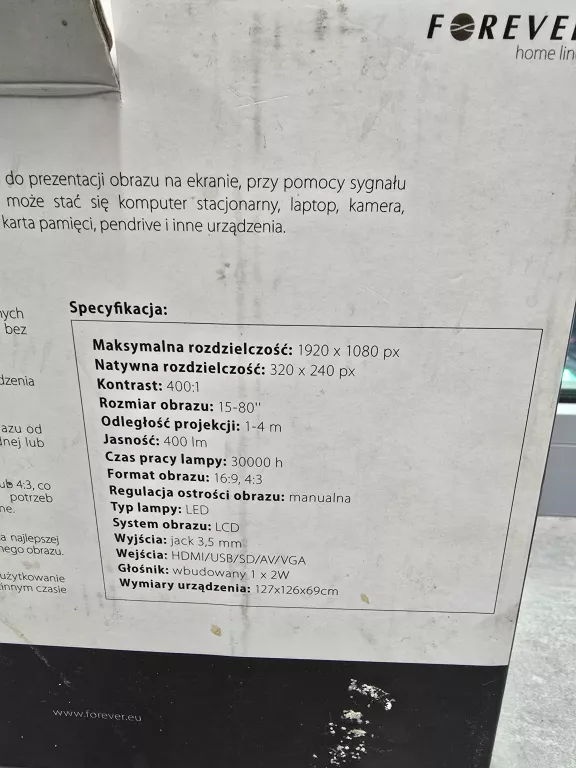 FOREVER
home lin
do prezentacji obrazu na ekranie, przy pomocy sygnału
może stać się komputer stacjonarny, laptop, kamera,
karta pamięci, pendrive i inne urządzenia.
nych
bez
dzenia
azu od
nej lub
ub 4:3, co
potrzeb
ne.
a najlepszej
nego obrazu.
użytkowanie
innym czasie
Specyfikacja:
Maksymalna rozdzielczość: 1920 x 1080 px
Natywna rozdzielczość: 320 x 240 px
Kontrast: 400:1
Rozmiar obrazu: 15-80"
Odległość projekcji: 1-4 m
Jasność: 400 lm
Czas pracy lampy: 30000 h
Format obrazu: 16:9, 4:3
Regulacja ostrości obrazu: manualna
Typ lampy: LED
System obrazu: LCD
Wyjścia: jack 3,5 mm
Wejścia: HDMI/USB/SD/AV/VGA
Głośnik: wbudowany 1 x 2W
Wymiary urządzenia: 127x126x69cm
www.forever.eu